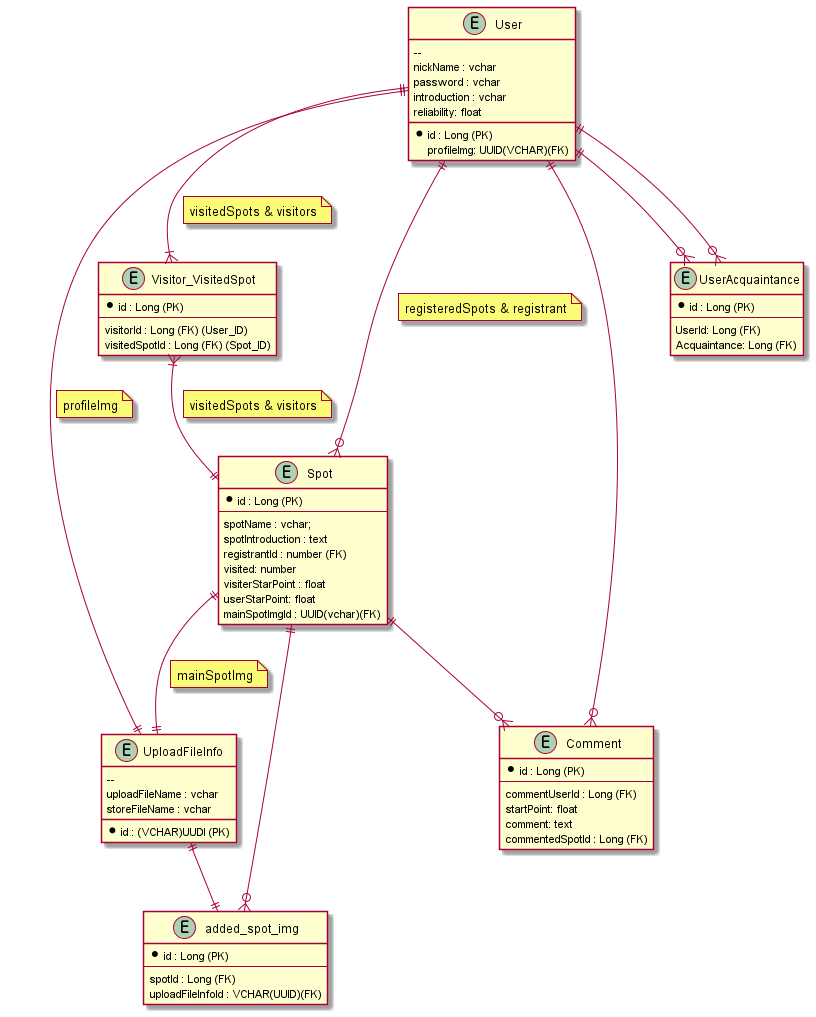 E User
--
nickName : vchar
password : vchar
introduction : vchar
reliability: float
id : Long (PK)
profileImg: UUID(VCHAR)(FK)
visitedSpots & visitors
E Visitor_VisitedSpot
id : Long (PK)
visitorId : Long (FK) (User_ID)
visitedSpotId : Long (FK) (Spot_ID)
E UserAcquaintance
id : Long (PK)
UserId: Long (FK)
Acquaintance: Long (FK)
registeredSpots & registrant
profileImg
visitedSpots & visitors
E Spot
id : Long (PK)
spotName : vchar;
spotIntroduction : text
registrantId : number (FK)
visited: number
visiterStarPoint : float
userStarPoint: float
mainSpotImgId : UUID(vchar)(FK)
mainSpotImg
E UploadFileInfo
--
uploadFileName : vchar
storeFileName : vchar
id : (VCHAR)UUDI (PK)
E Comment
id : Long (PK)
commentUserId : Long (FK)
startPoint: float
comment: text
commentedSpotId : Long (FK)
E added_spot_img
id : Long (PK)
spotId : Long (FK)
uploadFileInfoId : VCHAR(UUID)(FK)